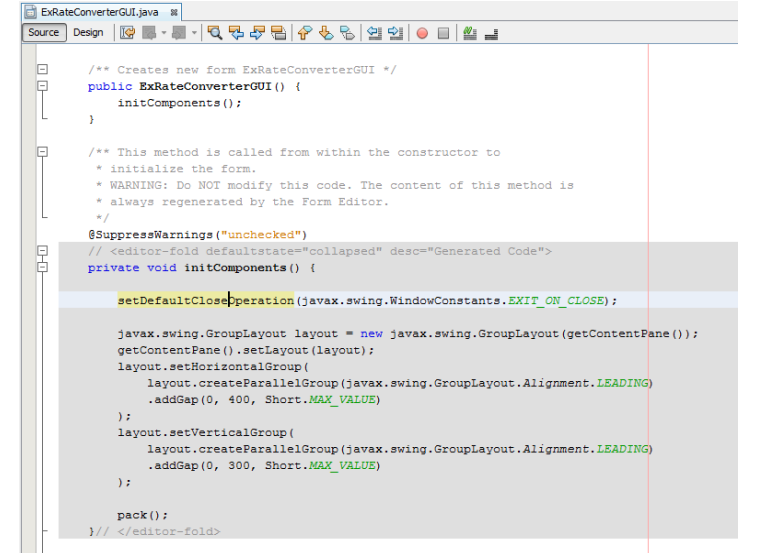 ExRateConverterGUI.java
Source Design
/** Creates new form ExRateConverterGUI */
public ExRateConverterGUI() {
initComponents();
}
/** This method is called from within the constructor to
* initialize the form.
* WARNING: Do NOT modify this code. The content of this method is
* always regenerated by the Form Editor.
*/
@SuppressWarnings("unchecked")
// <editor-fold defaultstate="collapsed" desc="Generated Code">
private void initComponents() {
setDefaultCloseOperation(javax.swing.WindowConstants.EXIT_ON_CLOSE);
javax.swing.GroupLayout layout = new javax.swing.GroupLayout(getContentPane());
getContentPane().setLayout(layout);
layout.setHorizontalGroup(
layout.createParallelGroup(javax.swing.GroupLayout.Alignment.LEADING)
.addGap(0, 400, Short.MAX_VALUE)
);
layout.setVerticalGroup(
layout.createParallelGroup(javax.swing.GroupLayout.Alignment.LEADING)
.addGap(0, 300, Short.MAX_VALUE)
);
pack();
}// </editor-fold>